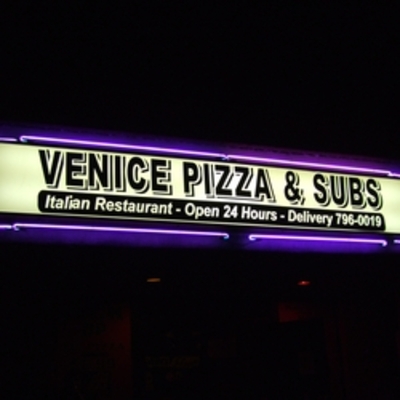 VENICE PIZZA & SUBS
Italian Restaurant - Open 24 Hours - Delivery 796-0019